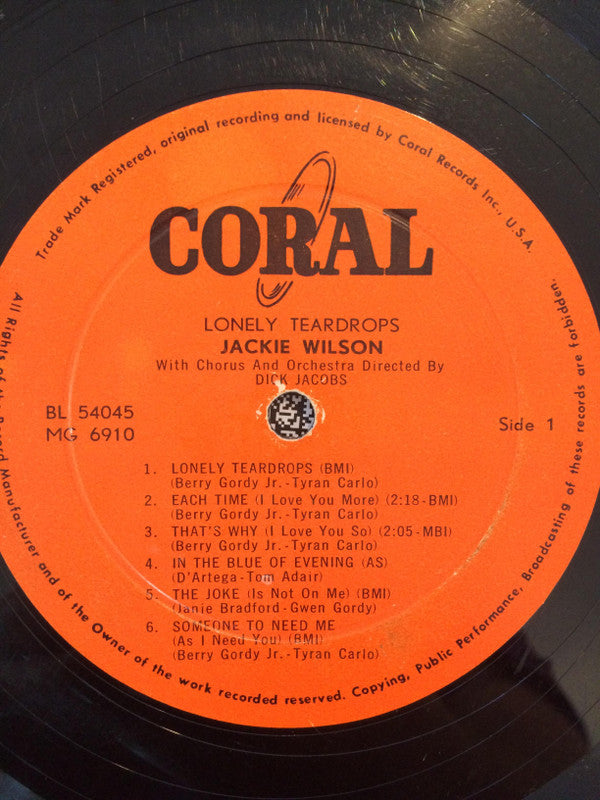 Trade Mark Registered, original recording and licensed by Coral Records Inc., U.S.A.
CORAL
LONELY TEARDROPS
JACKIE WILSON
With Chorus And Orchestra Directed By
DICK JACOBS
BL 54045
MG 6910
Side 1
1. LONELY TEARDROPS (BMI)
(Berry Gordy Jr.-Tyran Carlo)
2. EACH TIME (I Love You More) (2:18-BMI)
(Berry Gordy Jr.-Tyran Carlo)
3. THAT'S WHY (I Love You So) (2:05-MBI)
(Berry Gordy Jr.-Tyran Carlo)
4. IN THE BLUE OF EVENING (AS)
(D'Artega-Tom Adair)
5. THE JOKE (Is Not On Me) (BMI)
(Janie Bradford-Gwen Gordy)
6. SOMEONE TO NEED ME
(As I Need You) (BMI)
(Berry Gordy Jr.-Tyran Carlo)
All Rights of the Record Manufacturer and of the Owner of the work recorded reserved. Copying, Public Performance, Broadcasting of these records are forbidden.